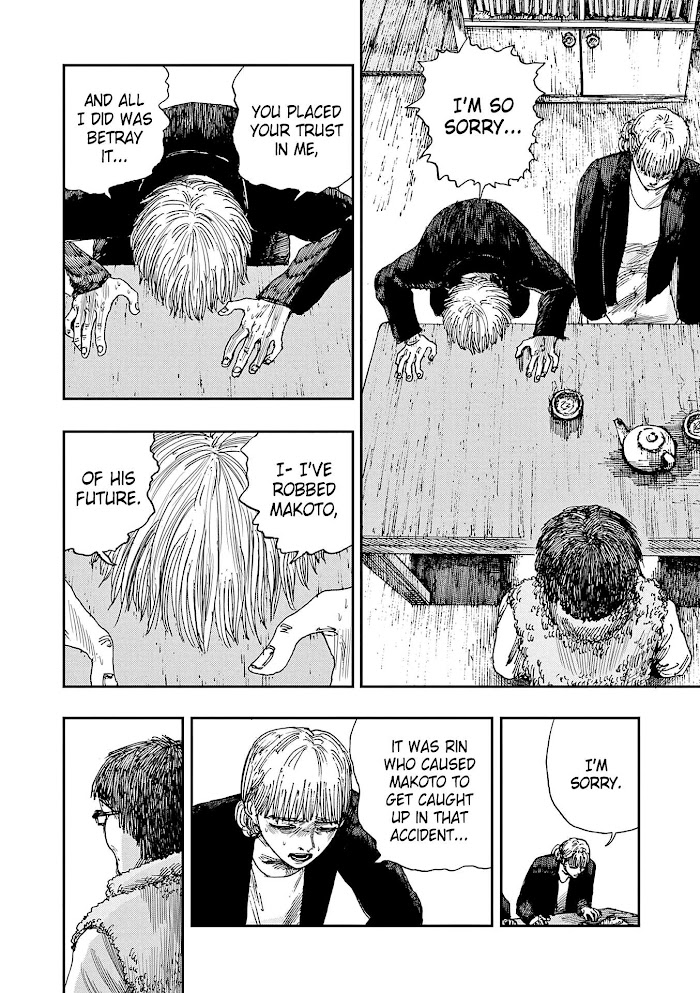 I'M SO
SORRY...
YOU PLACED
YOUR TRUST
IN ME,
AND ALL
I DID WAS
BETRAY
IT...
I- I'VE
ROBBED
MAKOTO,
OF HIS
FUTURE.
I'M
SORRY.
IT WAS RIN
WHO CAUSED
MAKOTO TO
GET CAUGHT
UP IN THAT
ACCIDENT...